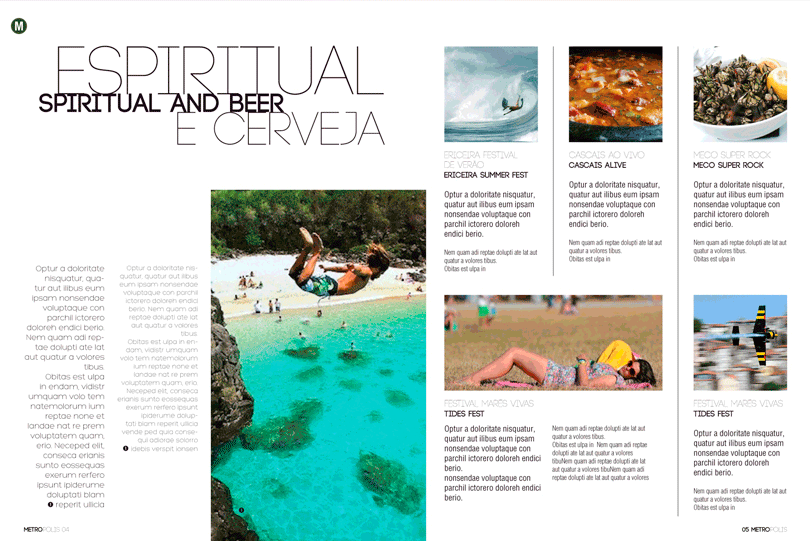 M
ESPIRITUAL
SPIRITUAL AND BEER
E CERVEJA
Optur a doloritate
nisquatur, qua-
tur aut ilibus eum
ipsam nonsendae
voluptaque con
parchil ictorero
doloreh endici berio.
Nem quam adi rep-
tae dolupti ate lat
aut quatur a volores
tibus.
Obitas est ulpa
in endam, vidistr
umquam volo tem
natemolorum ium
reptae none et
landae nat re prem
voluptatem quam,
erio. Neceped elit,
conseca erianis
sunto eossequas
exerum rerfero
ipsunt ipiderume
doluptati blam
reperit ullicia
Optur a doloritate nis-
quatur, quatur aut ilibus
eum ipsam nonsendae
voluptaque con parchil
ictorero doloreh endici
berio. Nem quam adi
reptae dolupti ate lat
aut quatur a volores
tibus.
Obitas est ulpa in en-
dam, vidistr umquam
volo tem natemolorum
ium reptae none et
landae nat re prem
voluptatem quam, erio.
Neceped elit, conseca
erianis sunto eossequas
exerum rerfero ipsunt
ipiderume dolup-
tati blam reperit ullicia
vende ped quia conse-
qui adiorae solorro
idebis verspit ionsen
METROPOLIS 04
ERICEIRA FESTIVAL
DE VERÃO
ERICEIRA SUMMER FEST
Optur a doloritate nisquatur,
quatur aut ilibus eum ipsam
nonsendae voluptaque con
parchil ictorero doloreh
endici berio.
Nem quam adi reptae dolupti ate lat aut
quatur a volores tibus.
Obitas est ulpa in
CASCAIS AO VIVO
CASCAIS ALIVE
Optur a doloritate nisquatur,
quatur aut ilibus eum ipsam
nonsendae voluptaque con
parchil ictorero doloreh
endici berio.
Nem quam adi reptae dolupti ate lat aut
quatur a volores tibus.
Obitas est ulpa in
MECO SUPER ROCK
MECO SUPER ROCK
Optur a doloritate nisquatur,
quatur aut ilibus eum ipsam
nonsendae voluptaque con
parchil ictorero doloreh
endici berio.
Nem quam adi reptae dolupti ate lat aut
quatur a volores tibus.
Obitas est ulpa in
FESTIVAL MARÉS VIVAS
TIDES FEST
Optur a doloritate nisquatur,
quatur aut ilibus eum ipsam
nonsendae voluptaque con
parchil ictorero doloreh endici
berio.
nonsendae voluptaque con
parchil ictorero doloreh endici
berio.
Nem quam adi reptae dolupti ate lat aut
quatur a volores tibus.
Obitas est ulpa in  Nem quam adi reptae
dolupti ate lat aut quatur a volores
tibuNem quam adi reptae dolupti ate lat
aut quatur a volores tibuNem quam adi
reptae dolupti ate lat aut quatur a volores
FESTIVAL MARÉS VIVAS
TIDES FEST
Optur a doloritate nisquatur,
quatur aut ilibus eum ipsam
nonsendae voluptaque con
parchil ictorero doloreh
endici berio.
Nem quam adi reptae dolupti ate lat aut
quatur a volores tibus.
Obitas est ulpa in
05 METROPOLIS